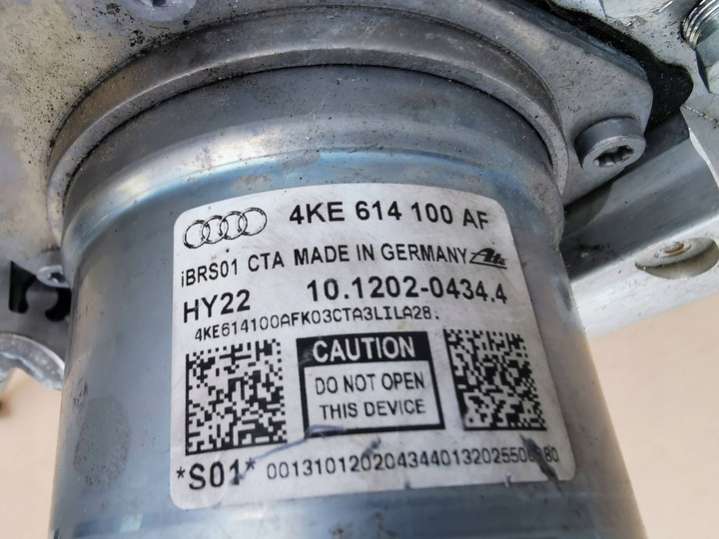 4KE 614 100 AF
iBRS01 CTA MADE IN GERMANY Ate
HY22 10.1202-0434.4
4KE614100AFK03CTA3LILA28.
CAUTION
DO NOT OPEN
THIS DEVICE
*S01*